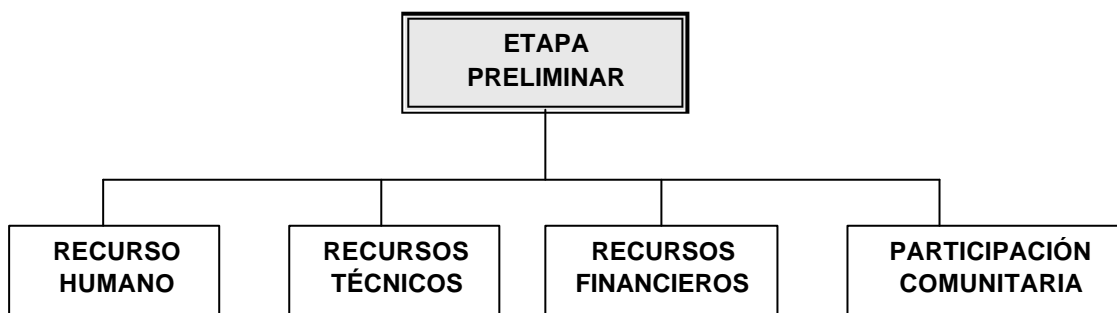 ETAPA
PRELIMINAR
RECURSO
HUMANO
RECURSOS
TÉCNICOS
RECURSOS
FINANCIEROS
PARTICIPACIÓN
COMUNITARIA